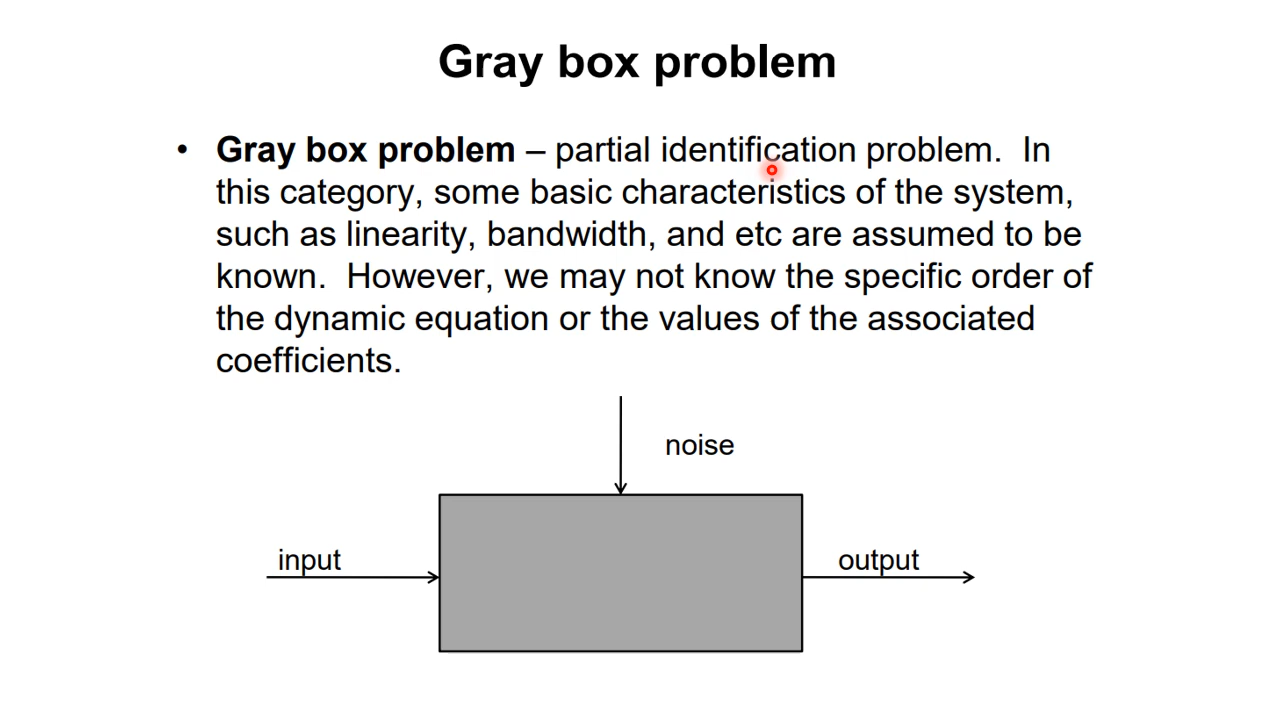 Gray box problem
• Gray box problem – partial identification problem.  In
this category, some basic characteristics of the system,
such as linearity, bandwidth, and etc are assumed to be
known.  However, we may not know the specific order of
the dynamic equation or the values of the associated
coefficients.
noise
input
output